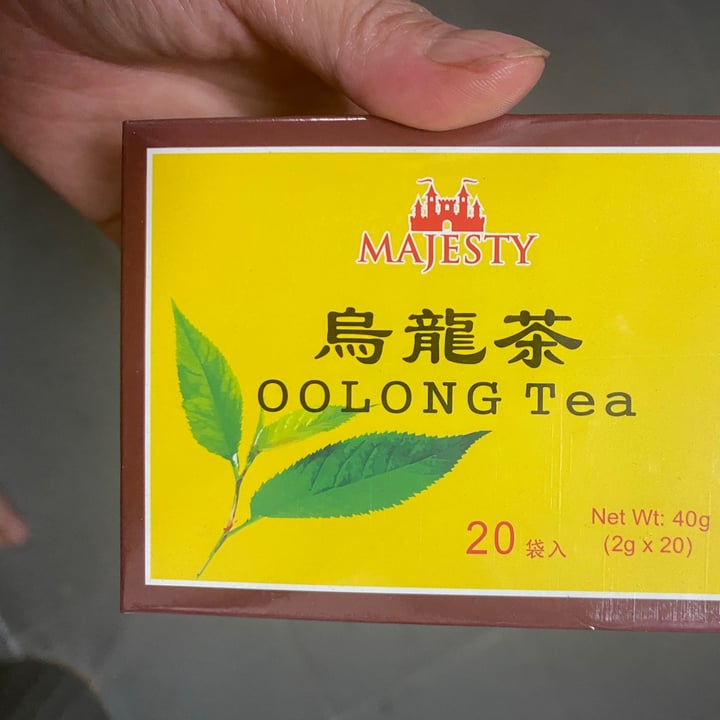 MAJESTY
烏龍茶
OOLONG Tea
20 袋入
Net Wt: 40g
(2g x 20)